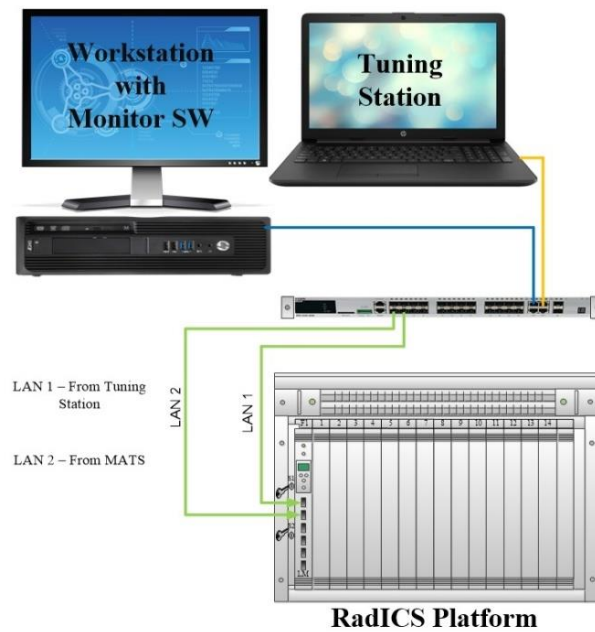 Workstation
with
Monitor SW
Tuning
Station
LAN 1 – From Tuning
Station
LAN 2 – From MATS
LAN 2
LAN 1
1 2 3 4 5 6 7 8 9 10 11 12 13 14
LM
RadICS Platform